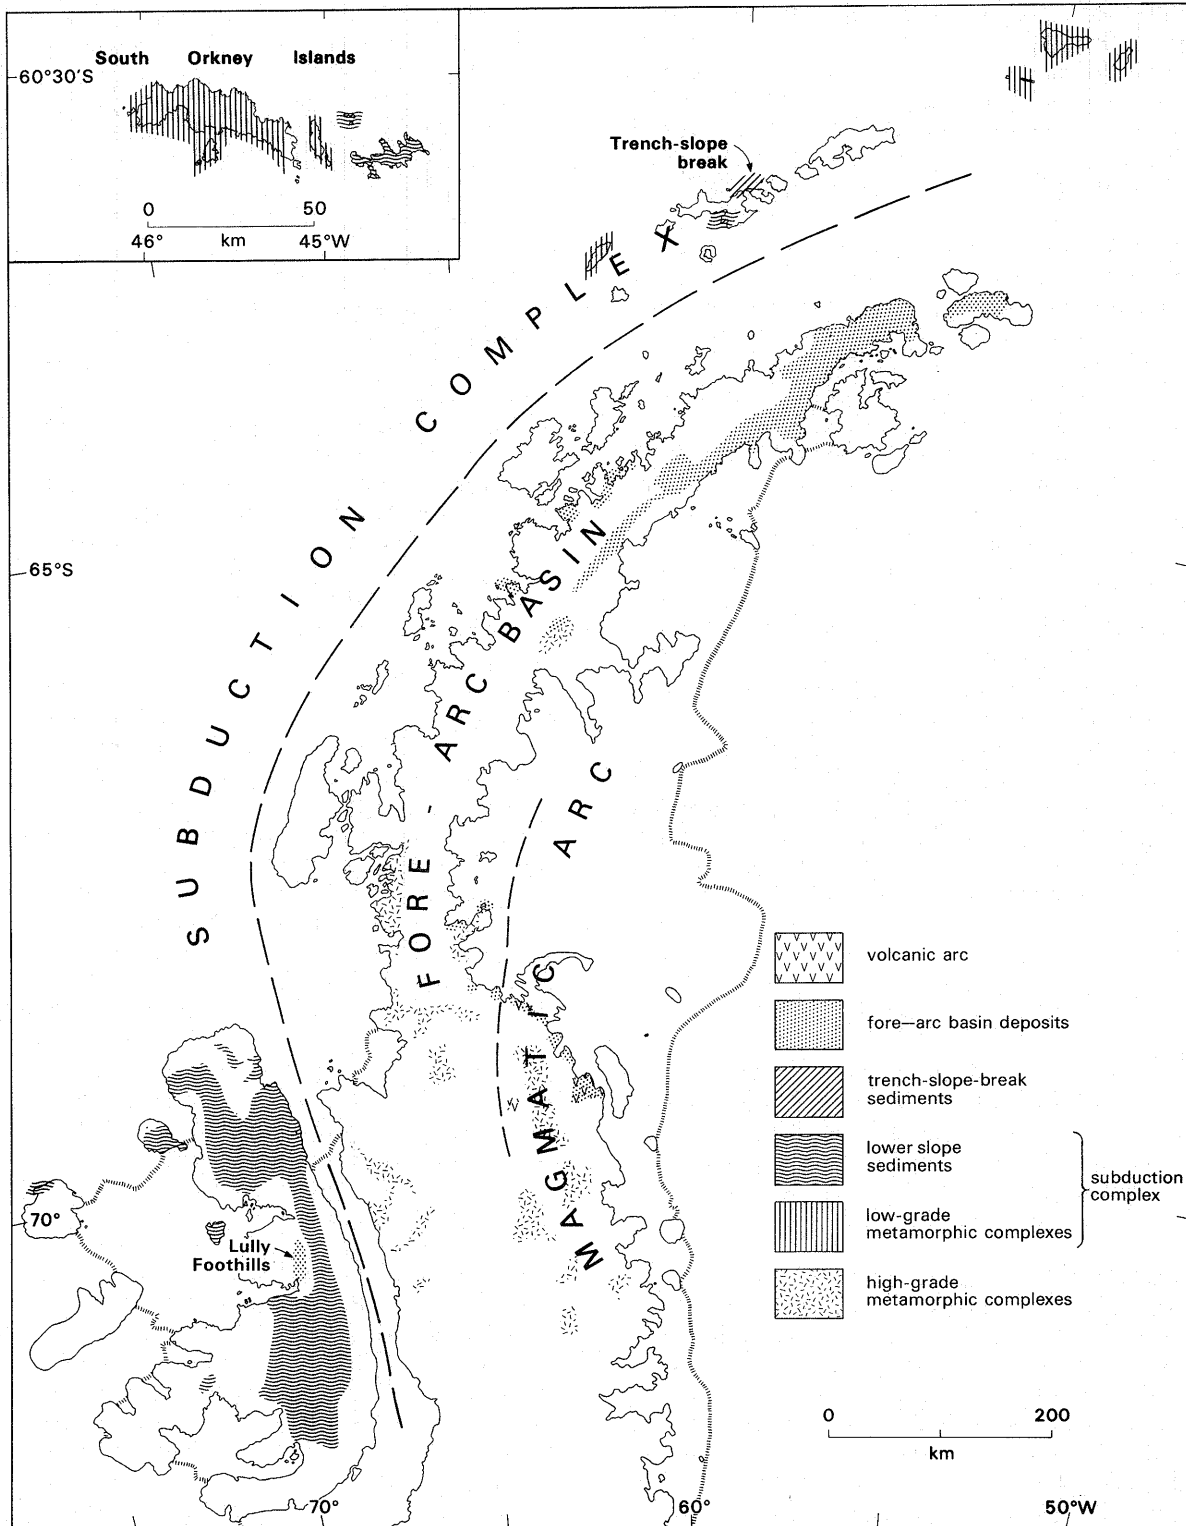 South Orkney Islands
60°30'S
0 50
46° km 45°W
Trench-slope
break
SUBDUCTION COMPLEX
65°S
FORE-ARC BASIN
MAGMATIC ARC
volcanic arc
fore—arc basin deposits
trench-slope-break
sediments
lower slope
sediments
subduction
complex
low-grade
metamorphic complexes
high-grade
metamorphic complexes
70°
Lully
Foothills
0 200
km
70° 60° 50°W